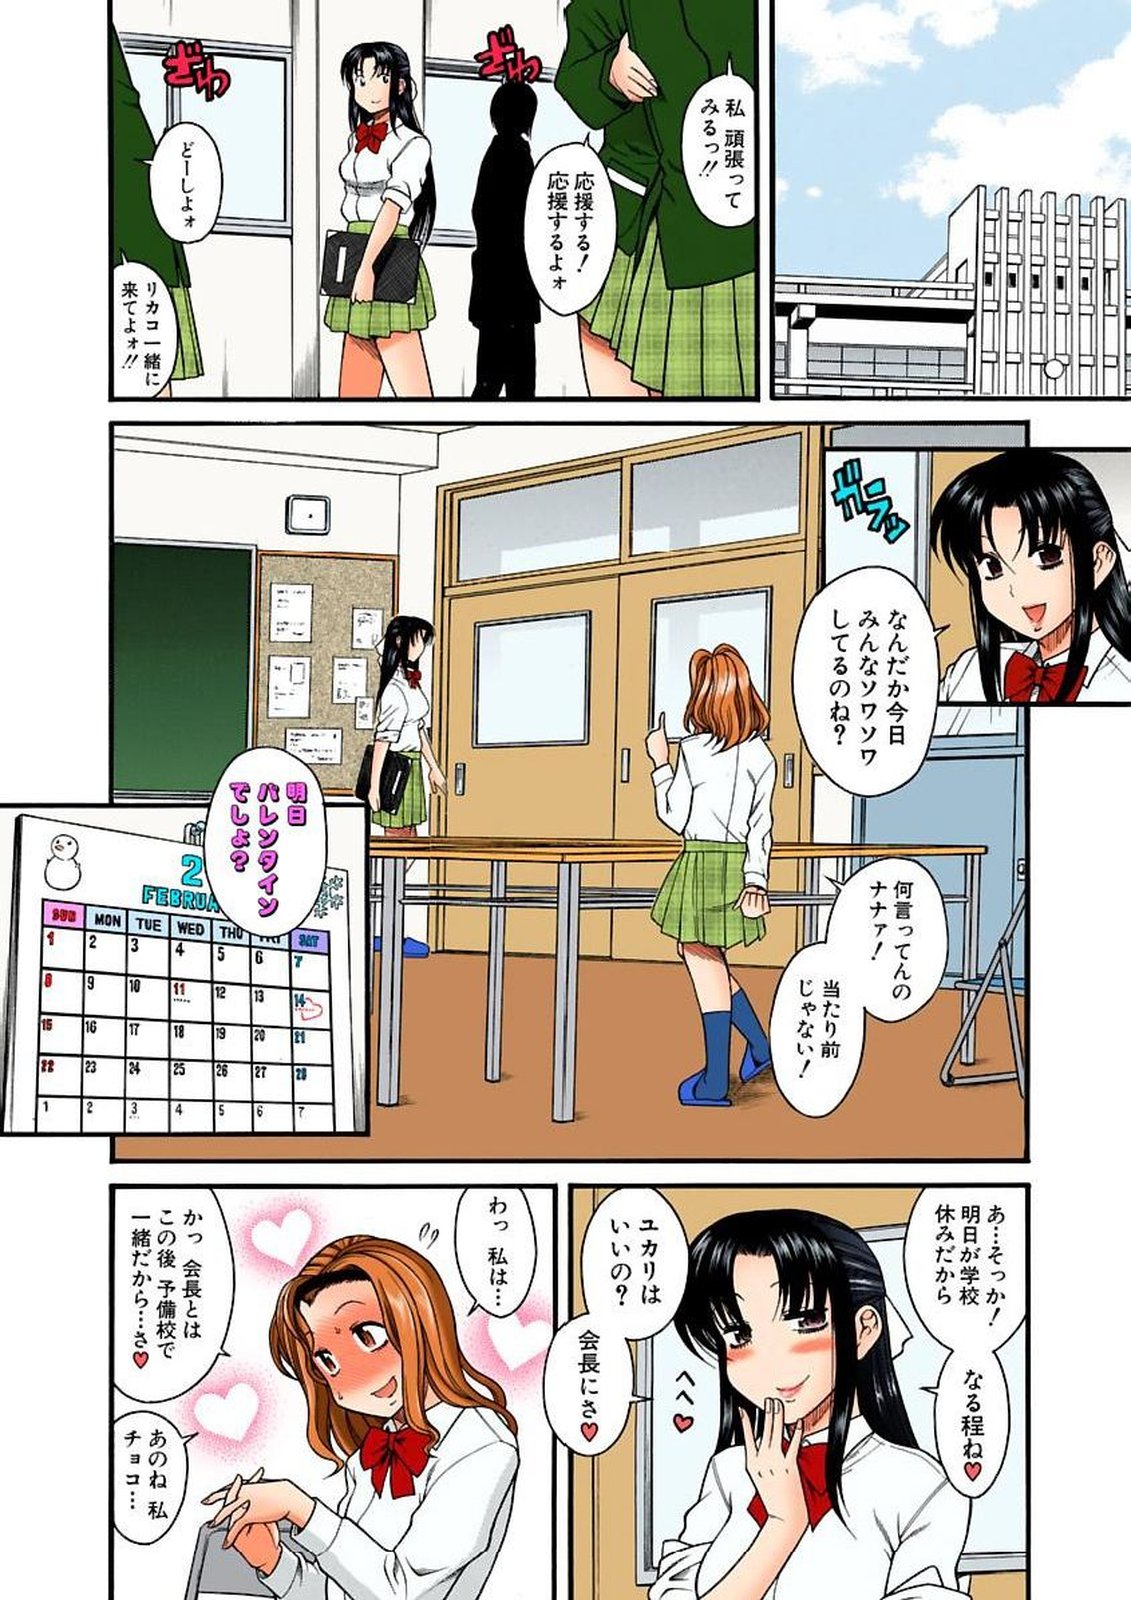 私 頑張って
みるっ!!
応援する!
応援するよォ
ざわ
ざわ
どーしよォ
リカコ一緒に
来てよォ!!
ガラッ
なんだか今日
みんなソワソワ
してるのね?
何言ってんの
ナナァ!
当たり前
じゃない!
明日
バレンタイン
でしょ?
2
FEBRUA
SUN MON TUE WED THU FRI SAT
1 2 3 4 5 6 7
8 9 10 11 12 13 14
15 16 17 18 19 20 21
22 23 24 25 26 27 28
1 2 3 4 5 6 7
あ…そっか!
明日が学校
休みだから
なる程ね♥
ヘヘ♥
ユカリは
いいの?
会長にさ♥
わっ 私は…
かっ 会長とは
この後 予備校で
一緒だから……さ♥
あのね 私
チョコ…